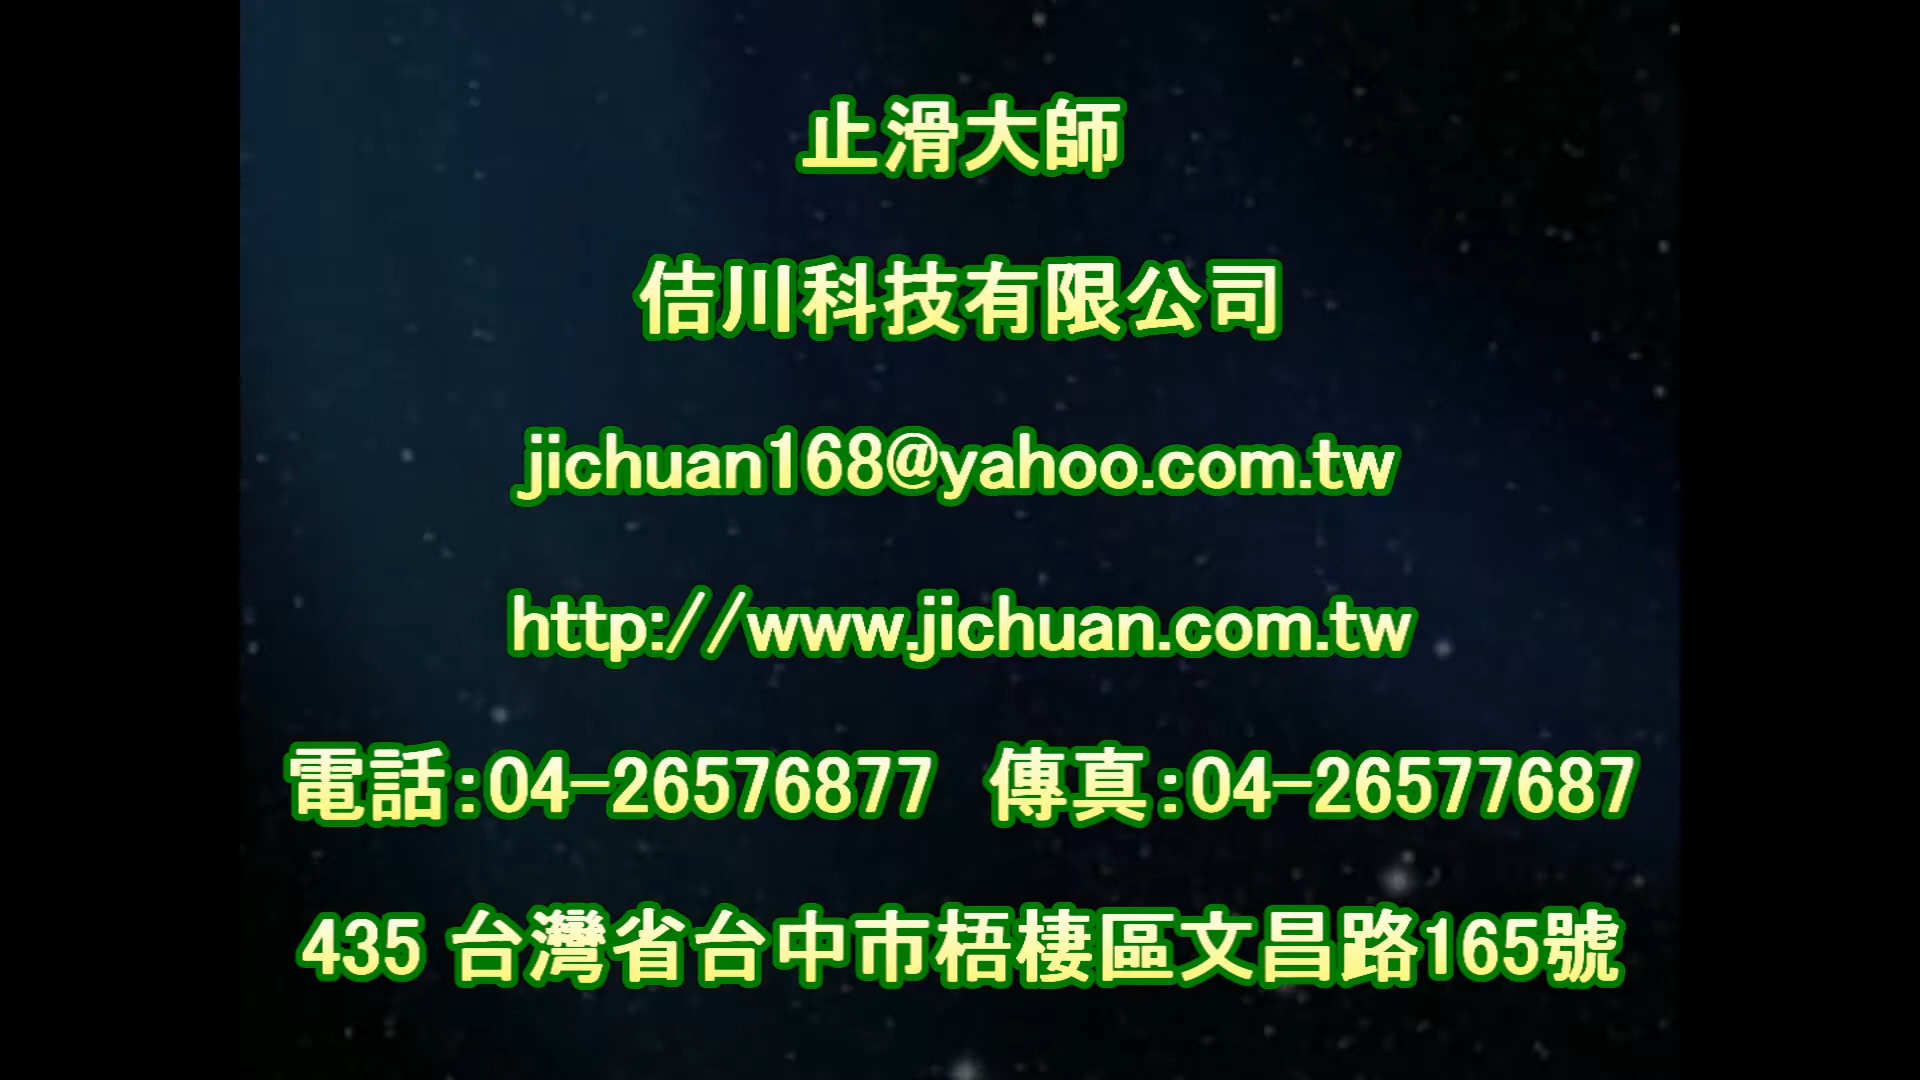 止滑大師
佶川科技有限公司
jichuan168@yahoo.com.tw
http://www.jichuan.com.tw
電話:04-26576877 傳真:04-26577687
435 台灣省台中市梧棲區文昌路165號